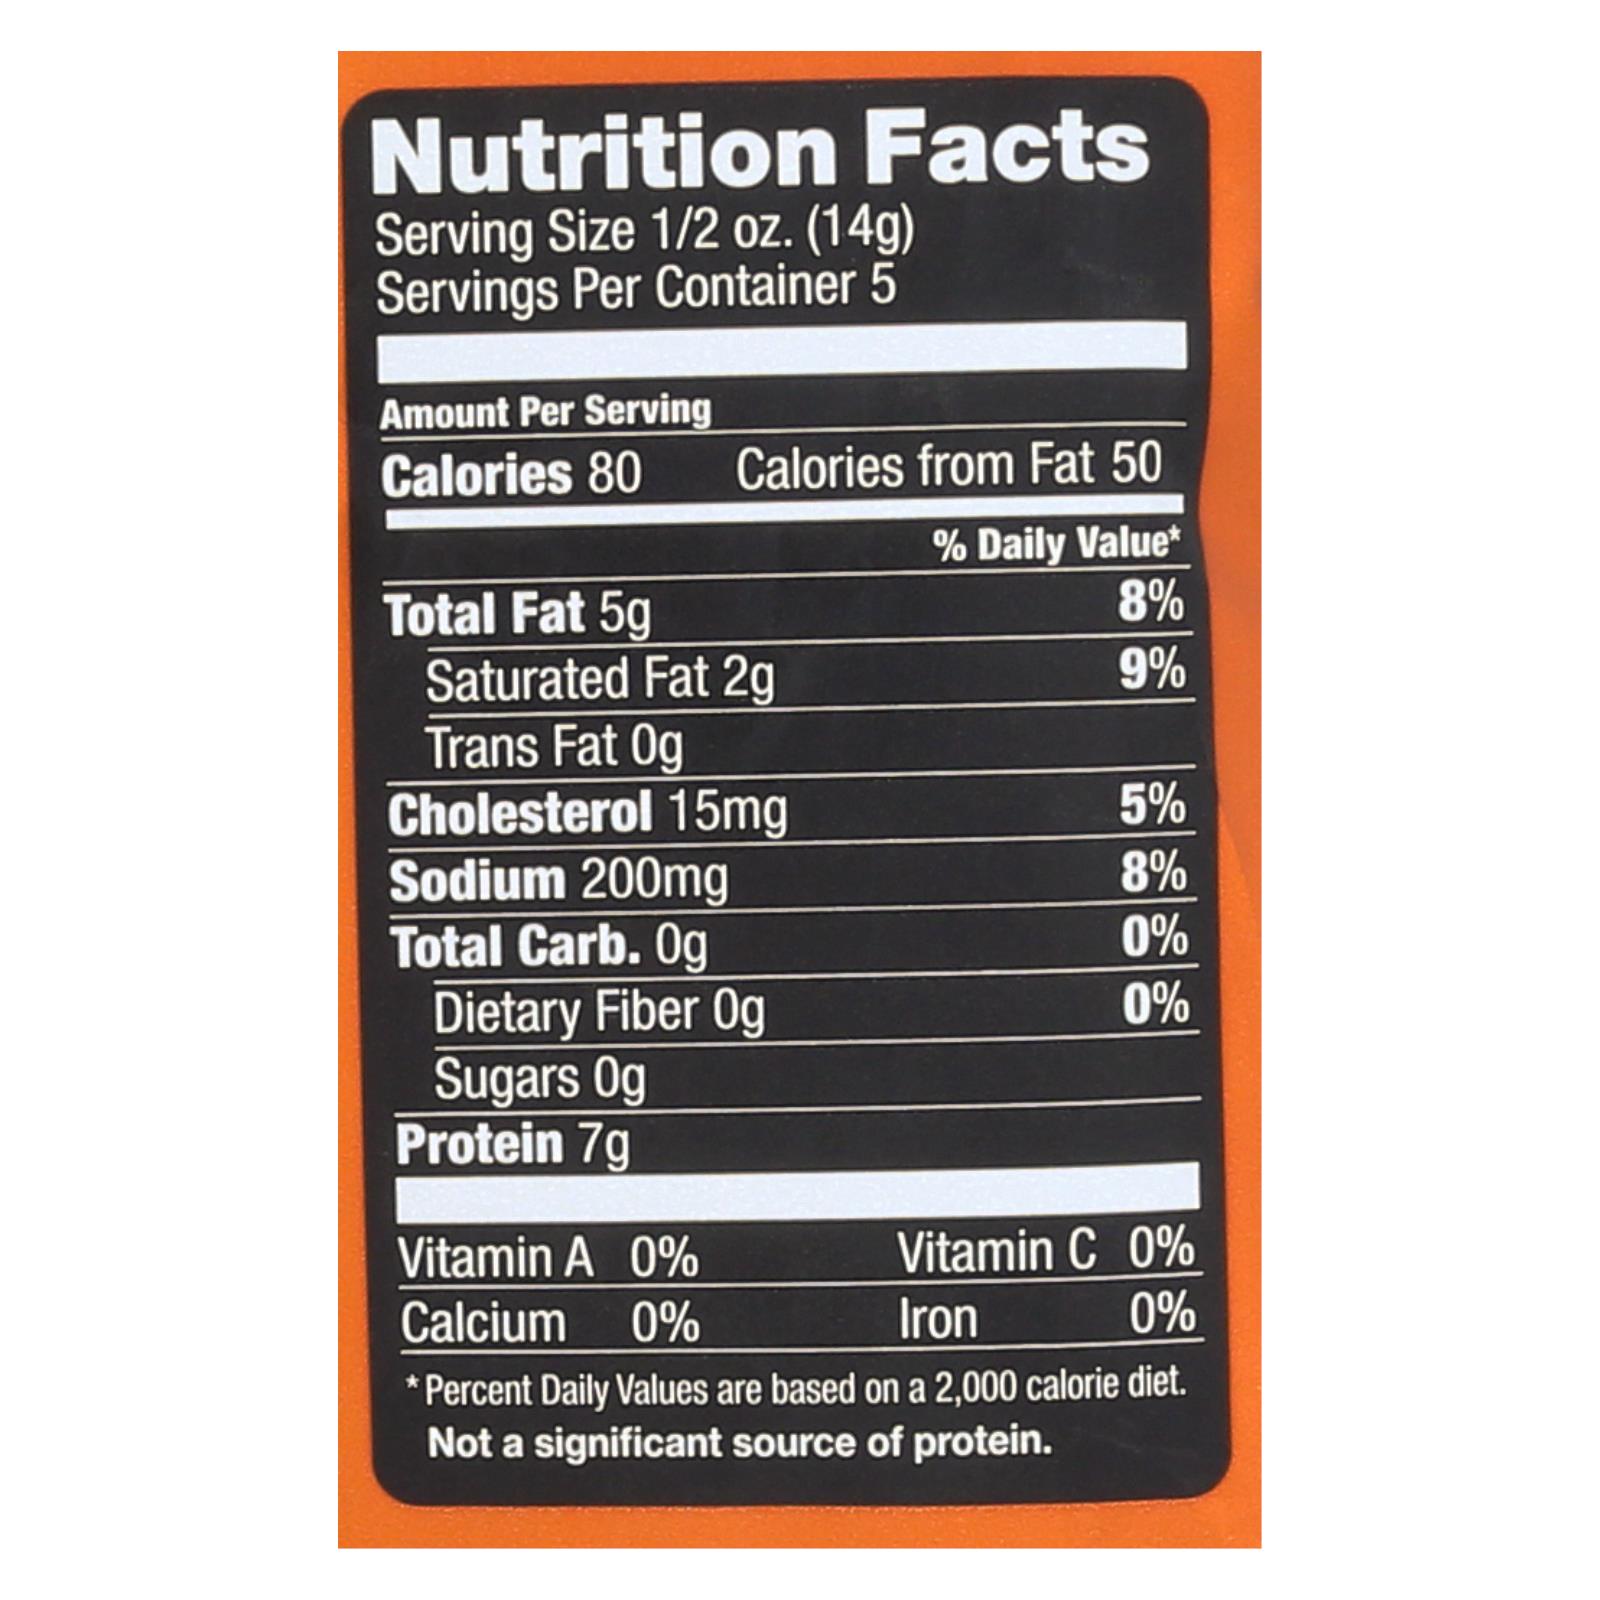 Nutrition Facts
Serving Size 1/2 oz. (14g)
Servings Per Container 5
Amount Per Serving
Calories 80 Calories from Fat 50
% Daily Value*
Total Fat 5g 8%
Saturated Fat 2g 9%
Trans Fat 0g
Cholesterol 15mg 5%
Sodium 200mg 8%
Total Carb. 0g 0%
Dietary Fiber 0g 0%
Sugars 0g
Protein 7g
Vitamin A 0% Vitamin C 0%
Calcium 0% Iron 0%
* Percent Daily Values are based on a 2,000 calorie diet.
Not a significant source of protein.